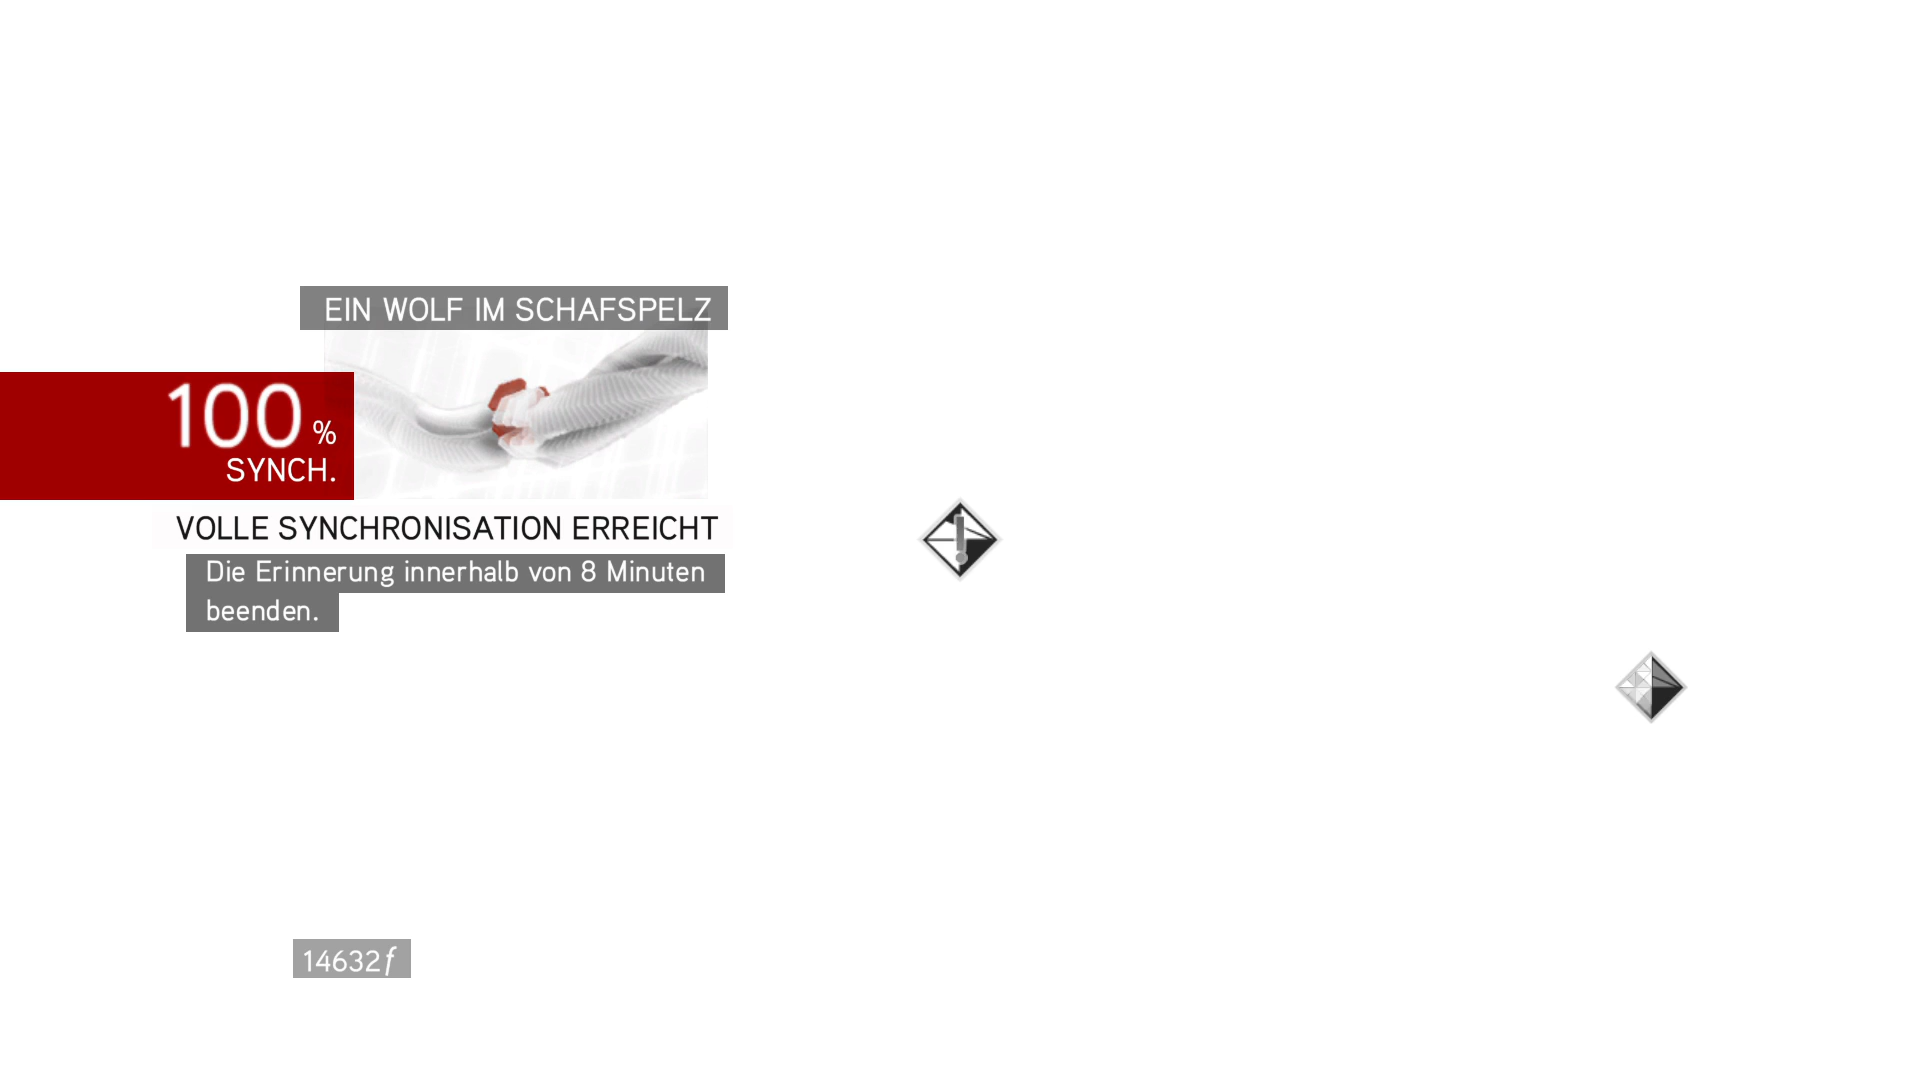 EIN WOLF IM SCHAFSPELZ
100 %
SYNCH.
VOLLE SYNCHRONISATION ERREICHT
Die Erinnerung innerhalb von 8 Minuten
beenden.
14632ƒ